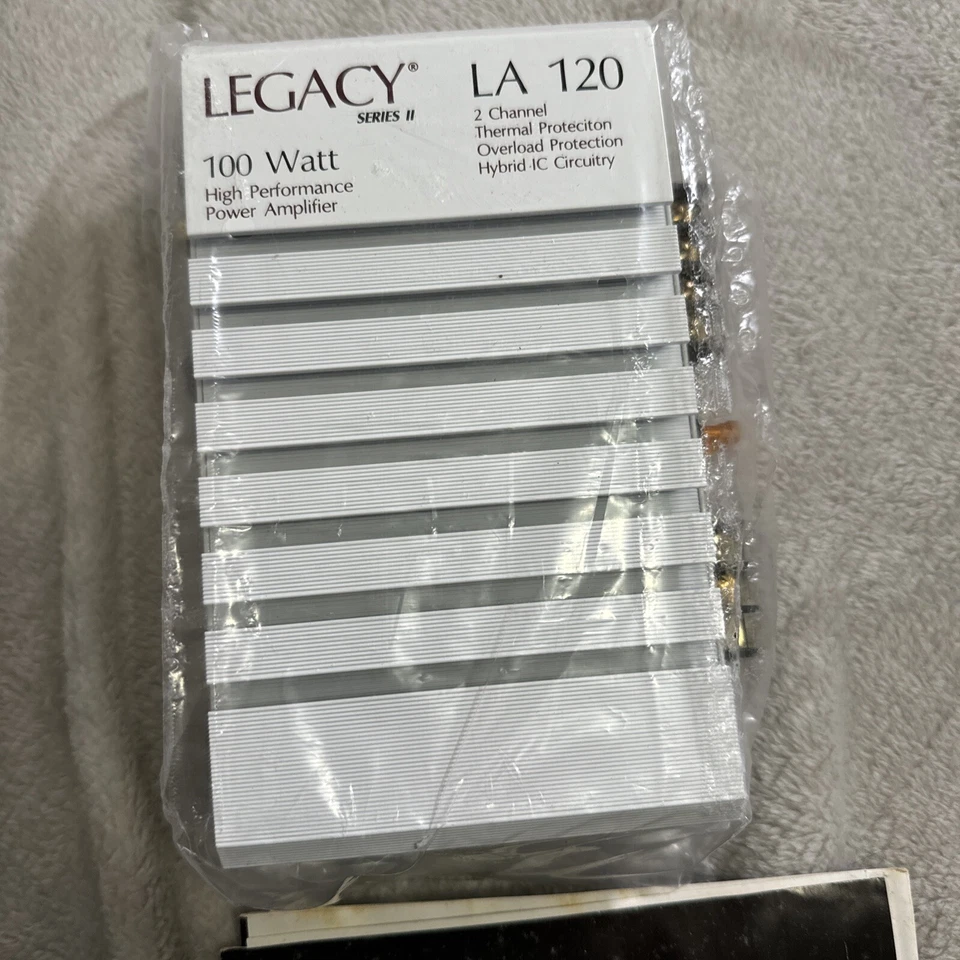 LEGACY®
SERIES II
100 Watt
High Performance
Power Amplifier
LA 120
2 Channel
Thermal Proteciton
Overload Protection
Hybrid IC Circuitry